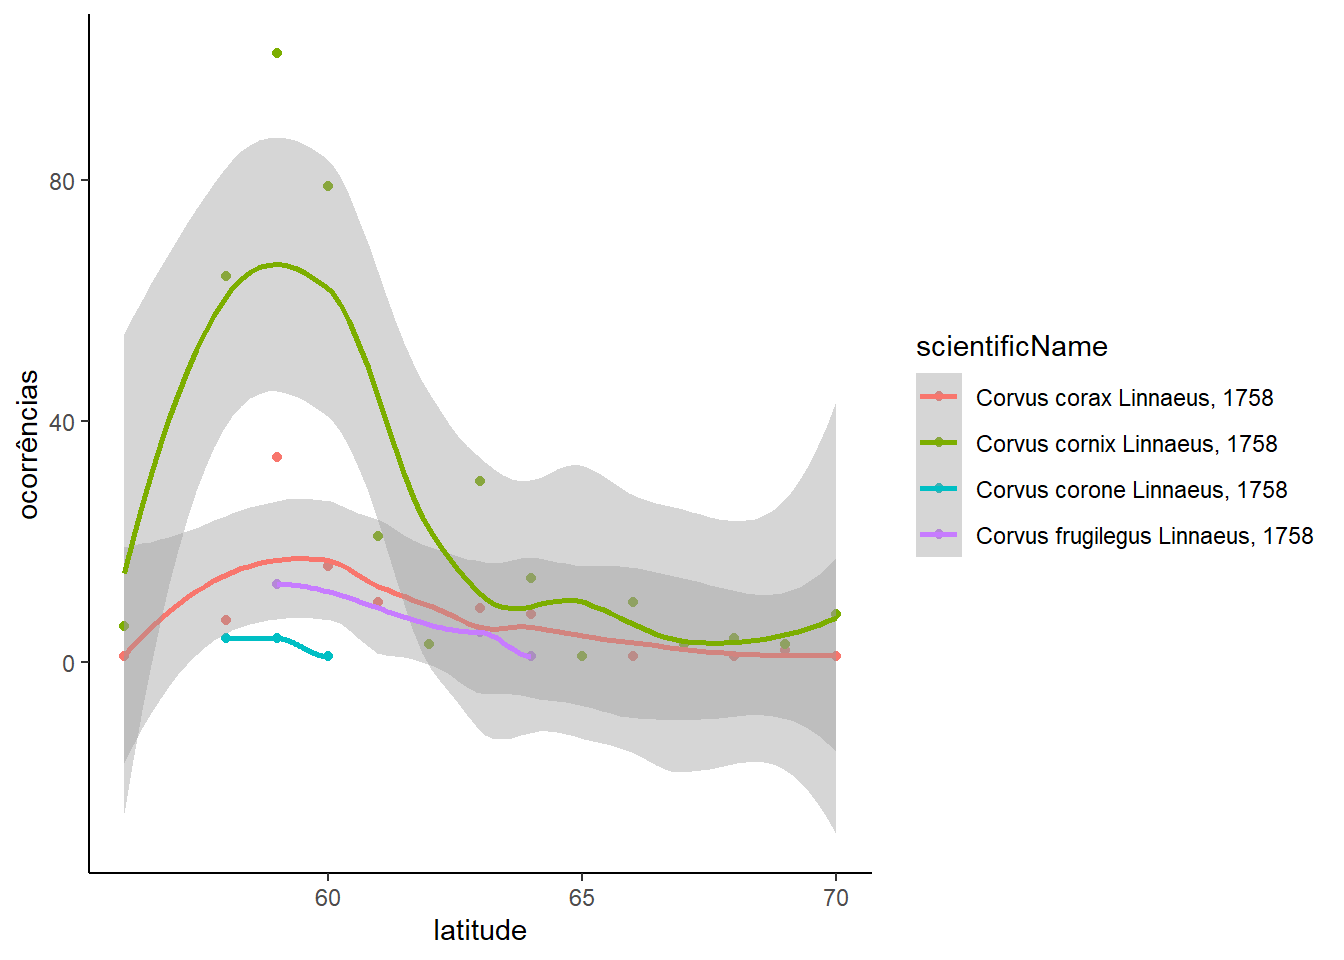 80
40
0
ocorrências
60
65
70
latitude
scientificName
Corvus corax Linnaeus, 1758
Corvus cornix Linnaeus, 1758
Corvus corone Linnaeus, 1758
Corvus frugilegus Linnaeus, 1758